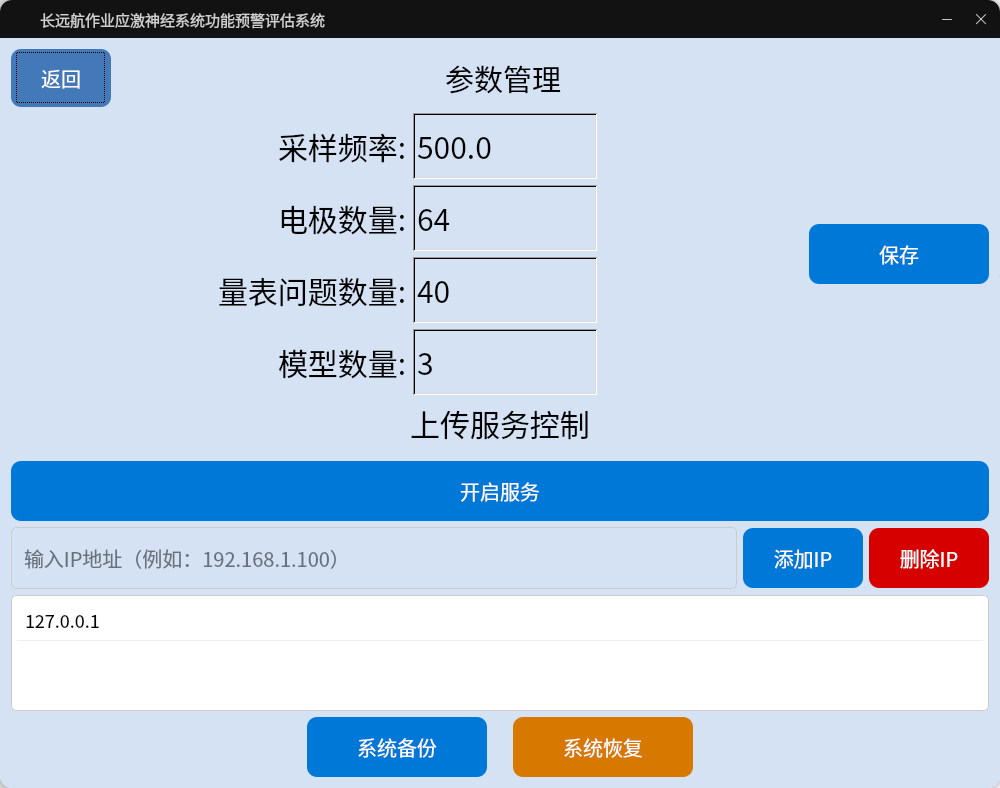 长远航作业应激神经系统功能预警评估系统
返回
参数管理
采样频率: 500.0
电极数量: 64
保存
量表问题数量: 40
模型数量: 3
上传服务控制
开启服务
输入IP地址（例如：192.168.1.100） 添加IP 删除IP
127.0.0.1
系统备份 系统恢复